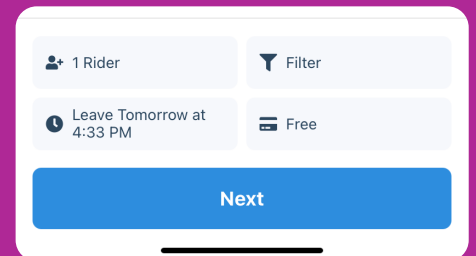 1 Rider
Filter
Leave Tomorrow at
4:33 PM
Free
Next